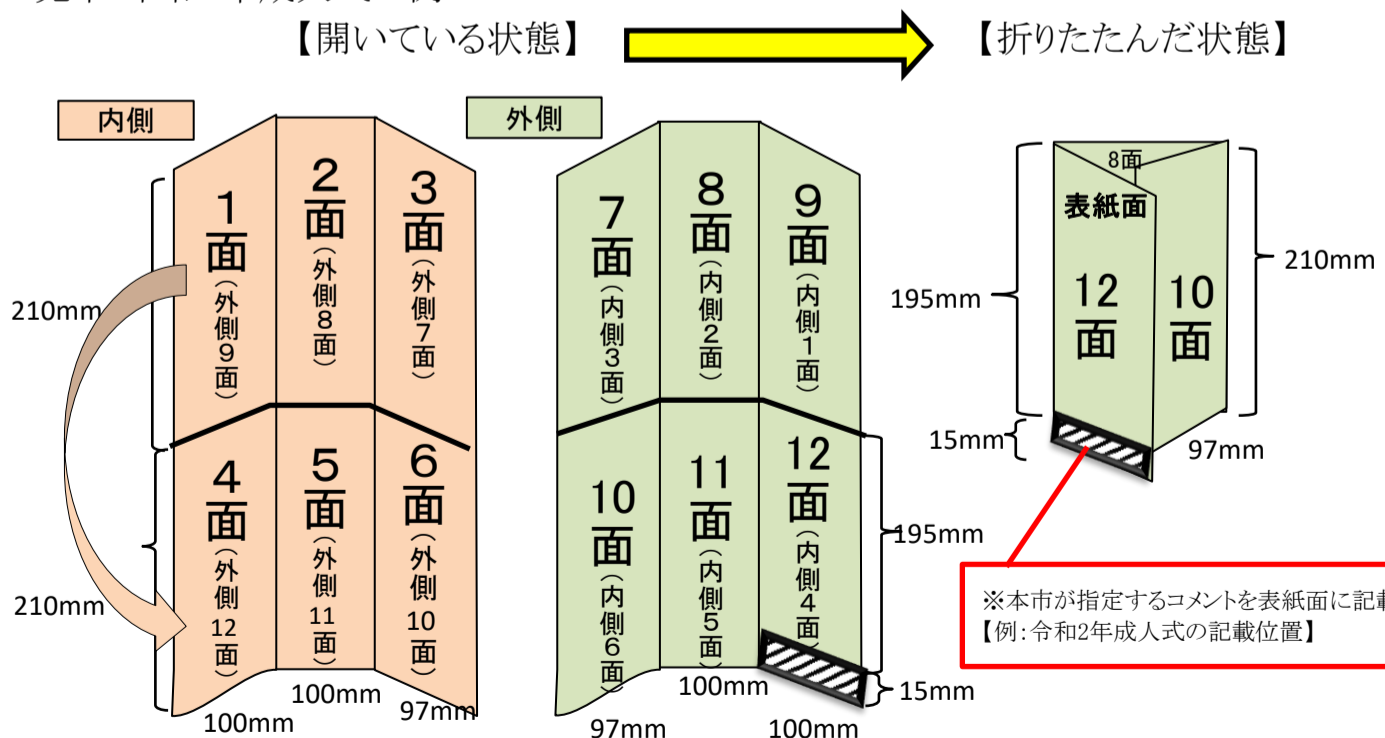 【開いている状態】
【折りたたんだ状態】
内側
1面(外側9面)
2面(外側8面)
3面(外側7面)
4面(外側12面)
5面(外側11面)
6面(外側10面)
210mm
210mm
100mm
100mm
97mm
外側
7面(内側3面)
8面(内側2面)
9面(内側1面)
10面(内側6面)
11面(内側5面)
12面(内側4面)
195mm
15mm
97mm
100mm
100mm
8面
表紙面
12面
10面
195mm
15mm
210mm
97mm
※本市が指定するコメントを表紙面に記載
【例:令和2年成人式の記載位置】